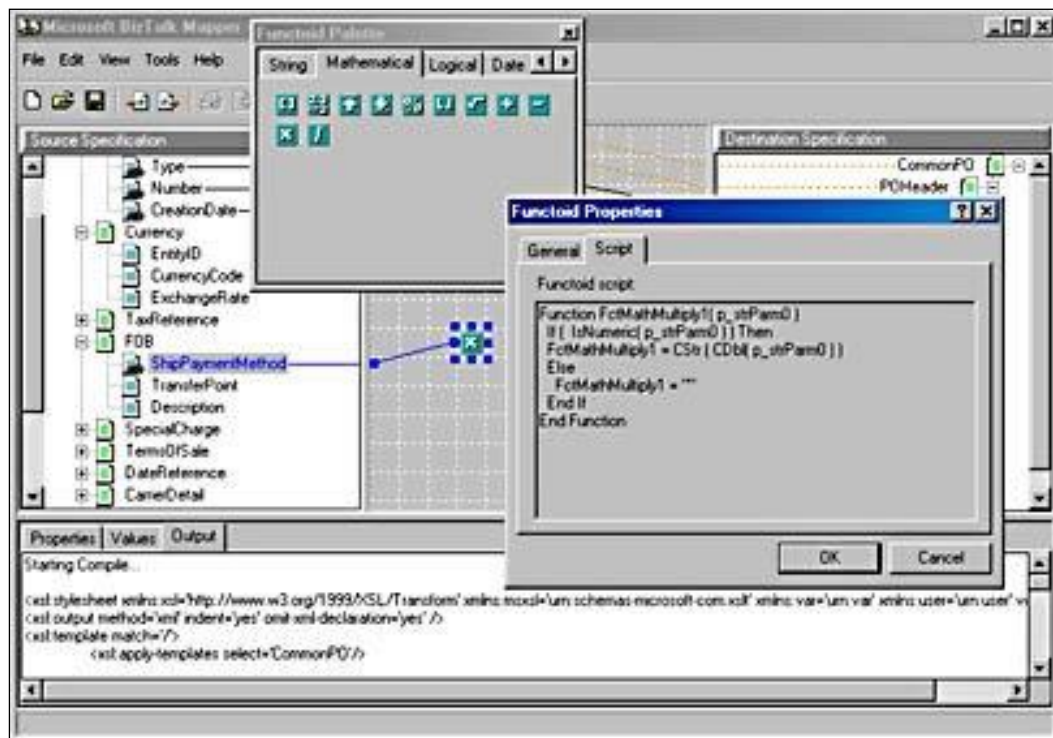 Microsoft BizTalk Mapper
File Edit View Tools Help
Functoid Palette
String Mathematical Logical Date
Source Specification
Type
Number
CreationDate
Currency
EntityID
CurrencyCode
ExchangeRate
TaxReference
FOB
ShipPaymentMethod
TransferPoint
Description
SpecialCharge
TermsOfSale
DateReference
CarrierDetail
Destination Specification
CommonPO
POHeader
Functoid Properties
General Script
Functoid script
Function FctMathMultiply1( p_strParm0 )
If ( IsNumeric( p_strParm0 ) ) Then
FctMathMultiply1 = CStr ( CDbl( p_strParm0 ) )
Else
FctMathMultiply1 = ""
End If
End Function
OK Cancel
Properties Values Output
Starting Compile...
<xsl:stylesheet xmlns:xsl='http://www.w3.org/1999/XSL/Transform' xmlns:msxsl='urn:schemas-microsoft-com:xslt' xmlns:var='urn:var' xmlns:user='urn:user'
<xsl:output method='xml' indent='yes' omit-xml-declaration='yes' />
<xsl:template match='/'>
<xsl:apply-templates select='CommonPO'/>